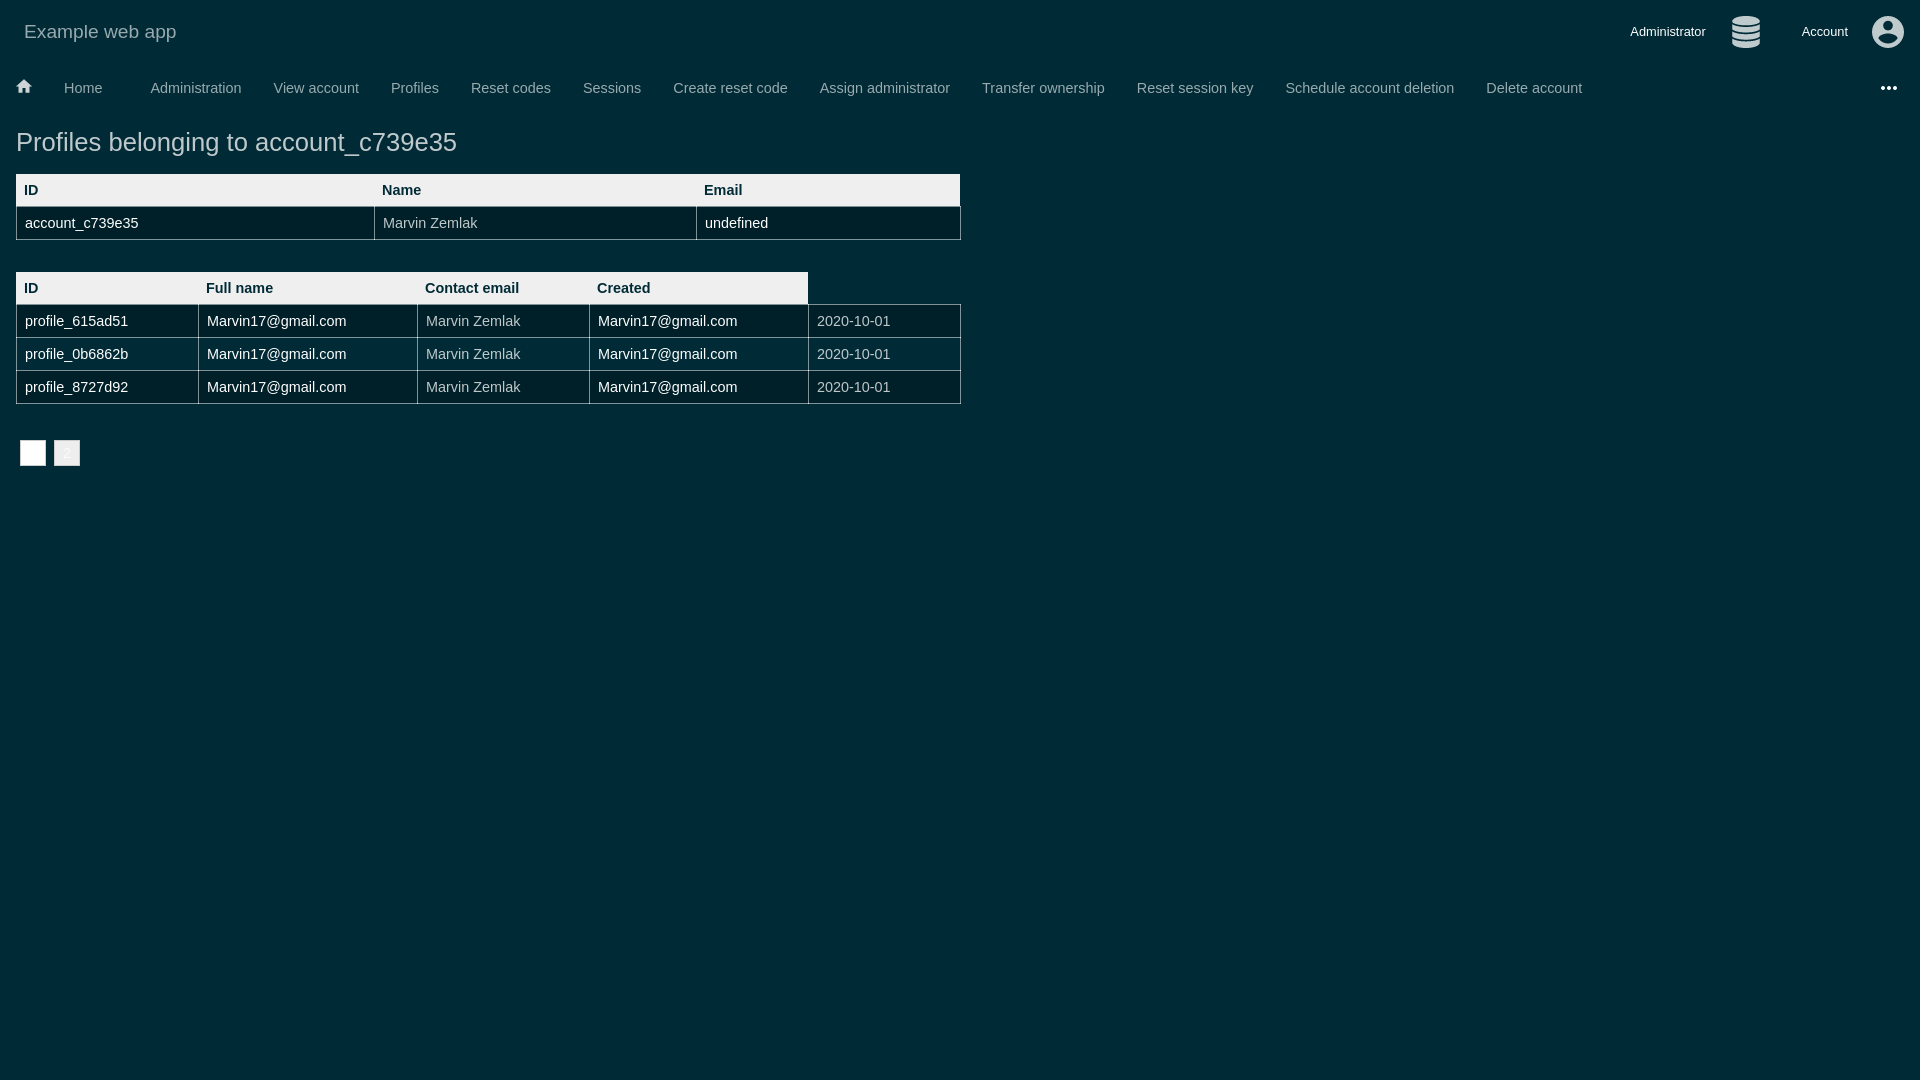 Example web app
Administrator
Account
Home Administration View account Profiles Reset codes Sessions Create reset code Assign administrator Transfer ownership Reset session key Schedule account deletion Delete account
Profiles belonging to account_c739e35
ID Name Email
account_c739e35 Marvin Zemlak undefined
ID Full name Contact email Created
profile_615ad51 Marvin17@gmail.com Marvin Zemlak Marvin17@gmail.com 2020-10-01
profile_0b6862b Marvin17@gmail.com Marvin Zemlak Marvin17@gmail.com 2020-10-01
profile_8727d92 Marvin17@gmail.com Marvin Zemlak Marvin17@gmail.com 2020-10-01
2